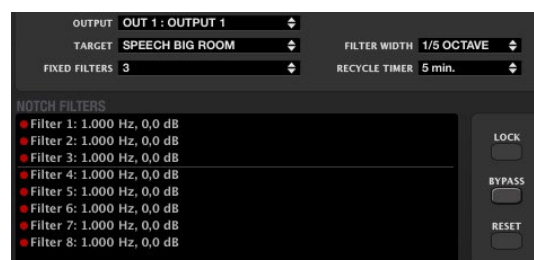 OUTPUT OUT 1 : OUTPUT 1
TARGET SPEECH BIG ROOM FILTER WIDTH 1/5 OCTAVE
FIXED FILTERS 3 RECYCLE TIMER 5 min.
NOTCH FILTERS
Filter 1: 1.000 Hz, 0,0 dB
Filter 2: 1.000 Hz, 0,0 dB
Filter 3: 1.000 Hz, 0,0 dB
Filter 4: 1.000 Hz, 0,0 dB
Filter 5: 1.000 Hz, 0,0 dB
Filter 6: 1.000 Hz, 0,0 dB
Filter 7: 1.000 Hz, 0,0 dB
Filter 8: 1.000 Hz, 0,0 dB
LOCK
BYPASS
RESET